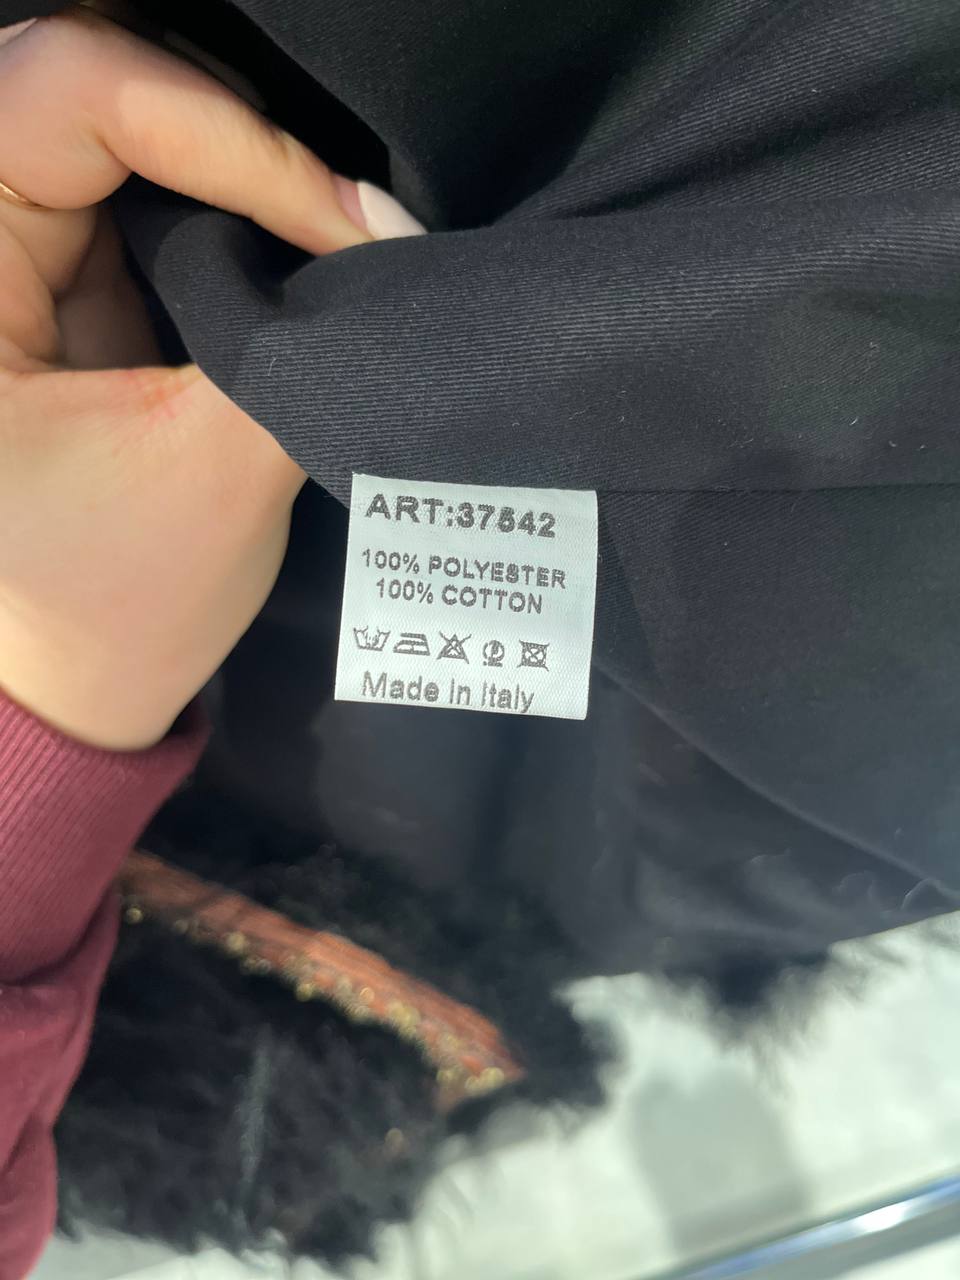 ART:37542
100% POLYESTER
100% COTTON
Made in Italy